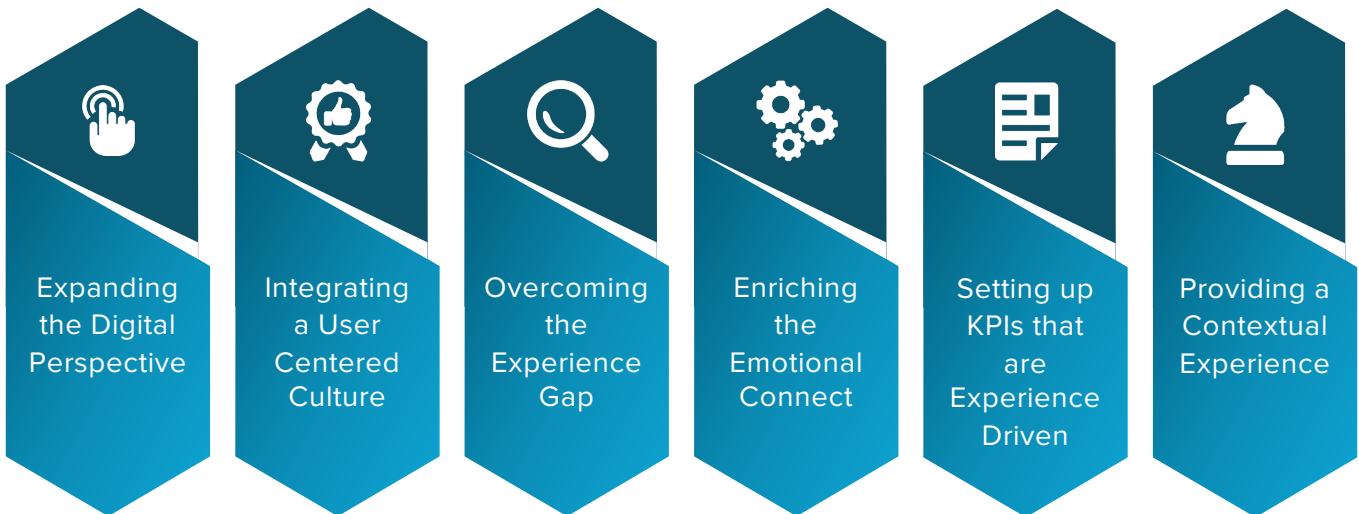 Expanding
the Digital
Perspective
Integrating
a User
Centered
Culture
Overcoming
the
Experience
Gap
Enriching
the
Emotional
Connect
Setting up
KPIs that
are
Experience
Driven
Providing a
Contextual
Experience